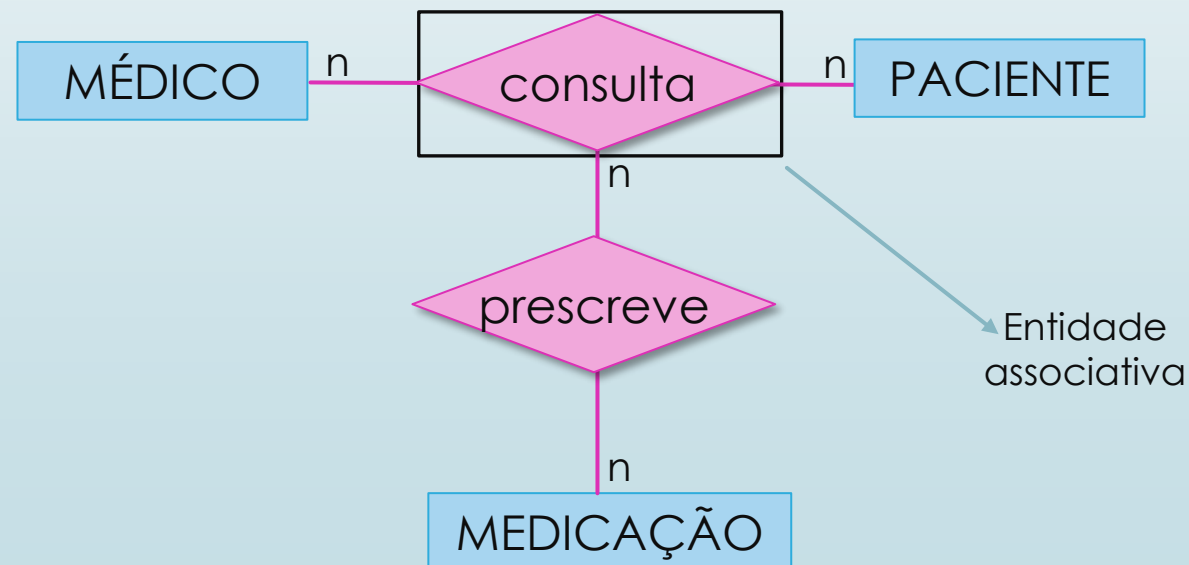 MÉDICO
n
consulta
n
PACIENTE
n
prescreve
Entidade
associativa
n
MEDICAÇÃO